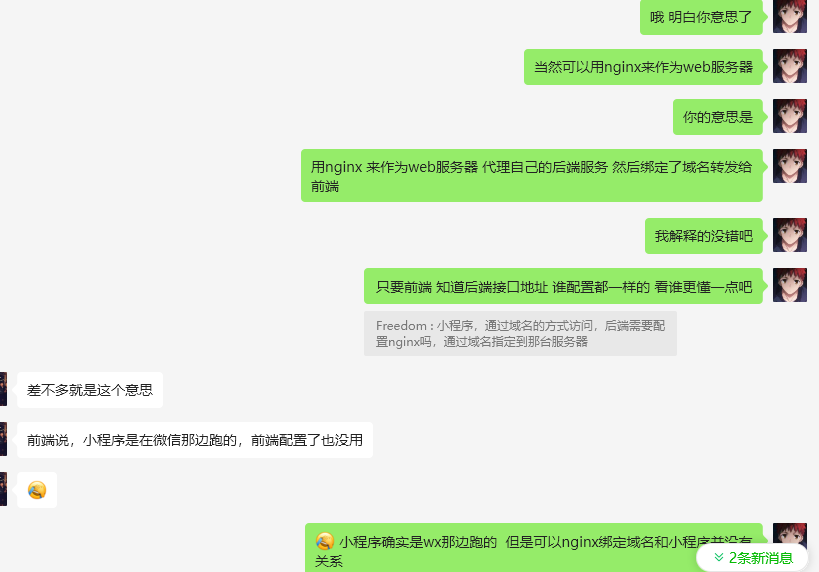 哦 明白你意思了
当然可以用nginx来作为web服务器
你的意思是
用nginx 来作为web服务器 代理自己的后端服务 然后绑定了域名转发给
前端
我解释的没错吧
只要前端 知道后端接口地址 谁配置都一样的 看谁更懂一点吧
Freedom : 小程序，通过域名的方式访问，后端需要配
置nginx吗，通过域名指定到那台服务器
差不多就是这个意思
前端说，小程序是在微信那边跑的，前端配置了也没用
小程序确实是wx那边跑的 但是可以nginx绑定域名和小程序并没有
关系
2条新消息